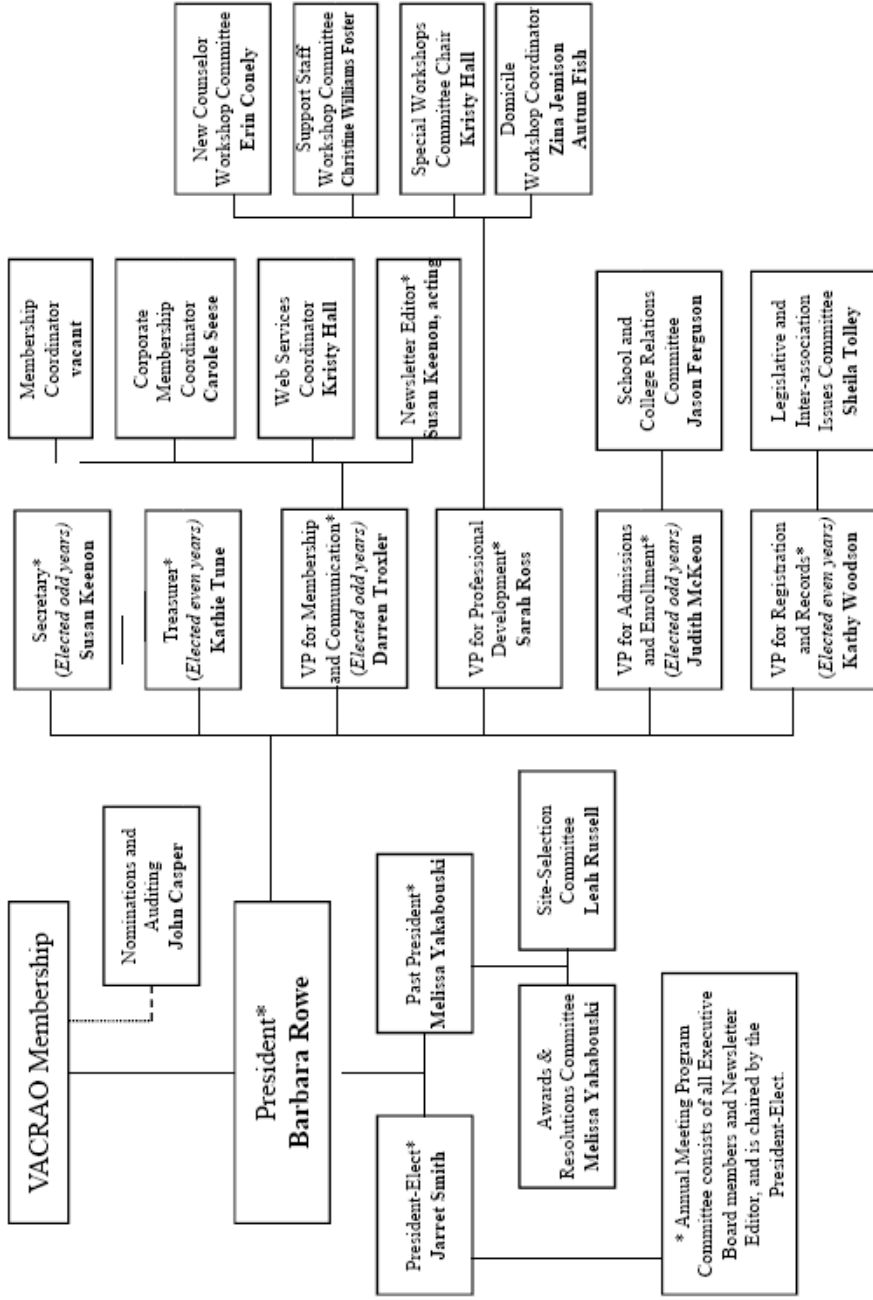 VACRAO Membership
Nominations and
Auditing
John Casper
President*
Barbara Rowe
President-Elect*
Jarret Smith
Past President*
Melissa Yakabouski
Awards &
Resolutions Committee
Melissa Yakabouski
Site-Selection
Committee
Leah Russell
* Annual Meeting Program
Committee consists of all Executive
Board members and Newsletter
Editor, and is chaired by the
President-Elect.
Secretary*
(Elected odd years)
Susan Keenon
Treasurer*
(Elected even years)
Kathie Tune
VP for Membership
and Communication*
(Elected odd years)
Darren Troxler
VP for Professional
Development*
Sarah Ross
VP for Admissions
and Enrollment*
(Elected odd years)
Judith McKeon
VP for Registration
and Records*
(Elected even years)
Kathy Woodson
Membership
Coordinator
vacant
Corporate
Membership
Coordinator
Carole Seese
Web Services
Coordinator
Kristy Hall
Newsletter Editor*
Susan Keenon, acting
School and
College Relations
Committee
Jason Ferguson
Legislative and
Inter-association
Issues Committee
Sheila Tolley
New Counselor
Workshop Committee
Erin Conely
Support Staff
Workshop Committee
Christine Williams Foster
Special Workshops
Committee Chair
Kristy Hall
Domicile
Workshop Coordinator
Zina Jemison
Autum Fish